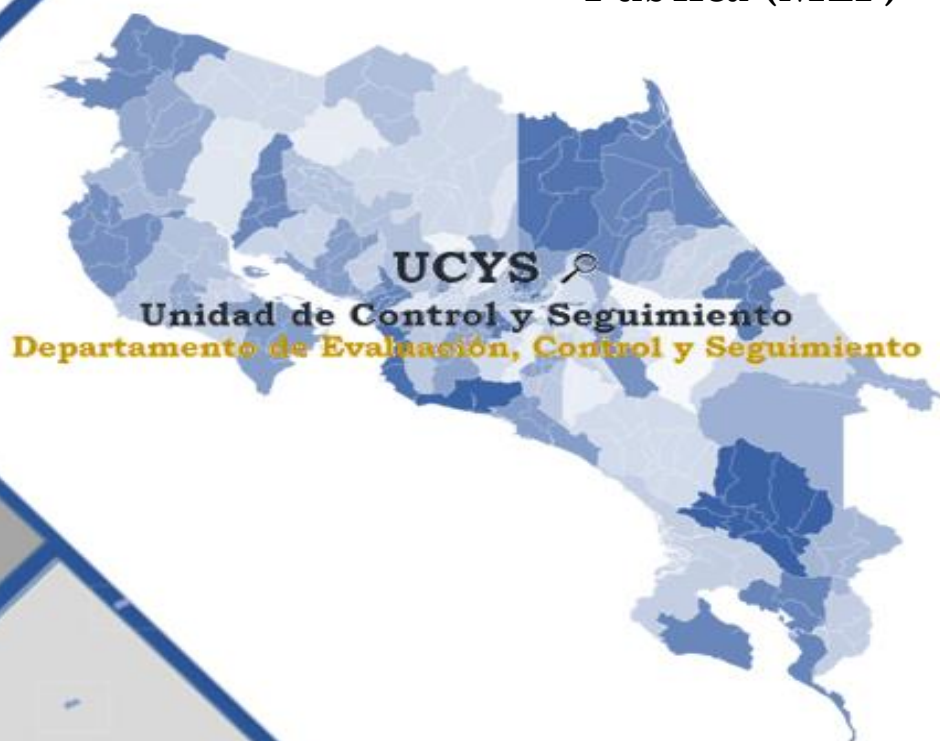 UCYS
Unidad de Control y Seguimiento
Departamento de Evaluación, Control y Seguimiento